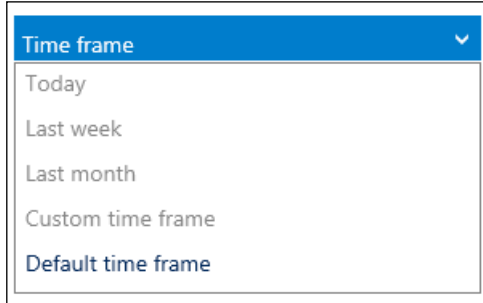 Time frame
Today
Last week
Last month
Custom time frame
Default time frame